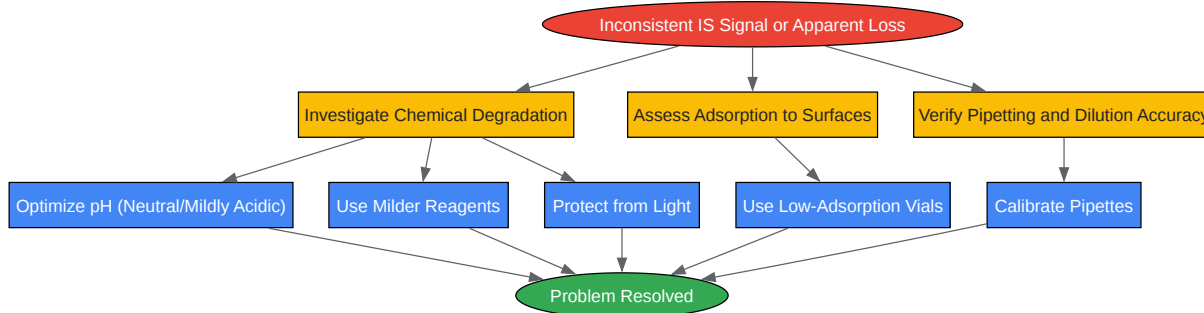 Inconsistent IS Signal or Apparent Loss
Investigate Chemical Degradation
Assess Adsorption to Surfaces
Verify Pipetting and Dilution Accuracy
Optimize pH (Neutral/Mildly Acidic)
Use Milder Reagents
Protect from Light
Use Low-Adsorption Vials
Calibrate Pipettes
Problem Resolved